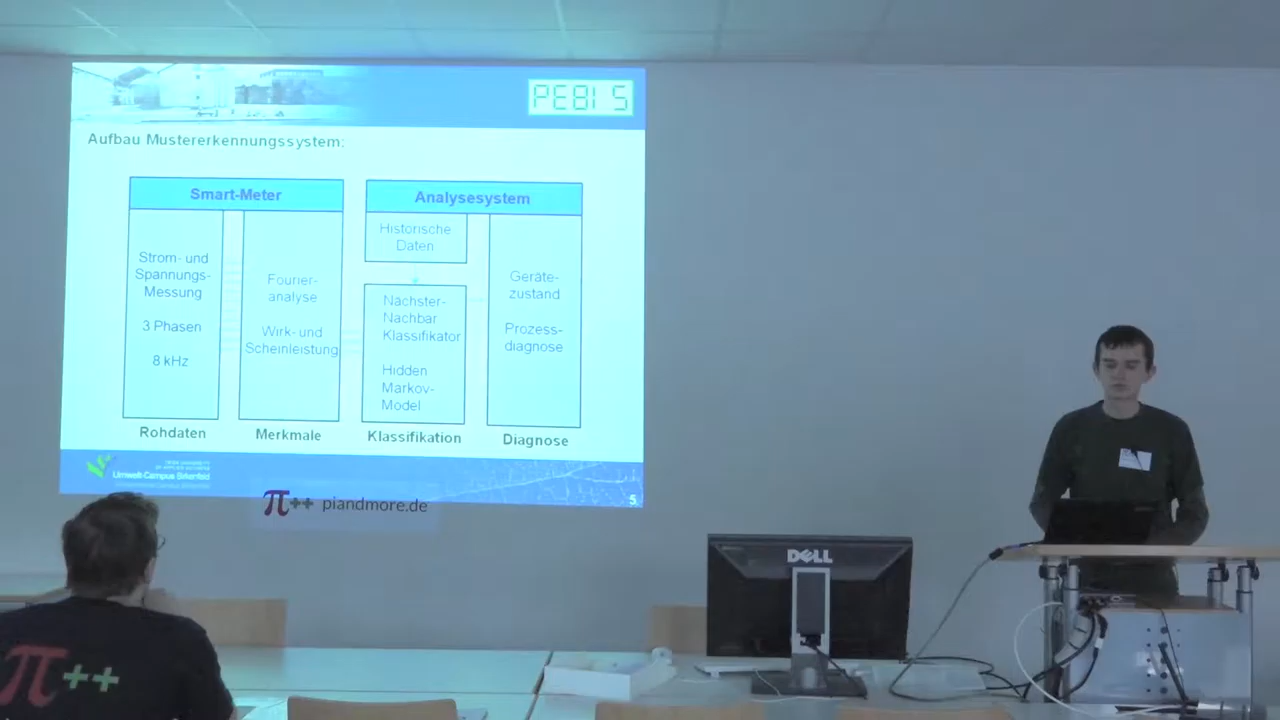 PEBI S
Aufbau Mustererkennungssystem:
Smart-Meter
Analysesystem
Strom- und
Spannungs-
Messung
3 Phasen
8 kHz
Fourier-
analyse
Wirk- und
Scheinleistung
Historische
Daten
Nächster-
Nachbar
Klassifikator
Hidden
Markov-
Model
Geräte-
zustand
Prozess-
diagnose
Rohdaten
Merkmale
Klassifikation
Diagnose
Umwelt-Campus Birkenfeld
5
π++ piandmore.de
π++
DELL